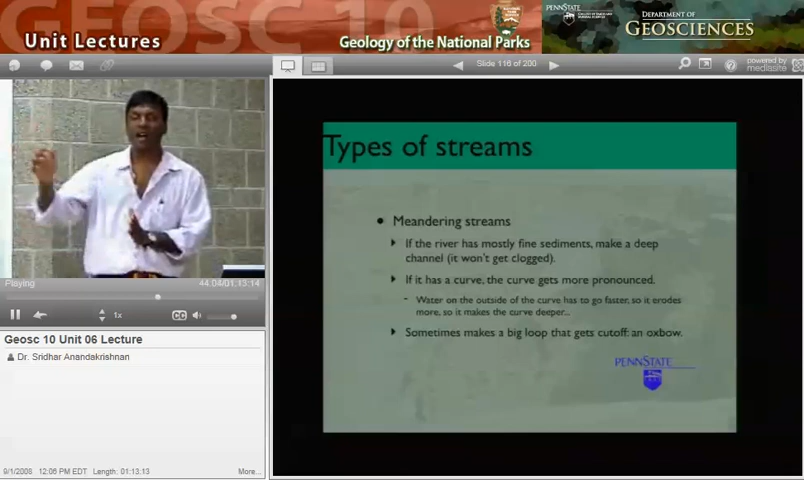 GEOSC 10
Unit Lectures
Geology of the National Parks
PENNSTATE
DEPARTMENT OF
GEOSCIENCES
Slide 116 of 200
powered by
mediasite
Types of streams
Meandering streams
If the river has mostly fine sediments, make a deep
channel (it won't get clogged).
If it has a curve, the curve gets more pronounced.
- Water on the outside of the curve has to go faster, so it erodes
more, so it makes the curve deeper...
Sometimes makes a big loop that gets cutoff: an oxbow.
PENNSTATE
Playing
44:04/01:13:14
1x
CC
Geosc 10 Unit 06 Lecture
Dr. Sridhar Anandakrishnan
9/1/2008 12:06 PM EDT Length: 01:13:13
More...